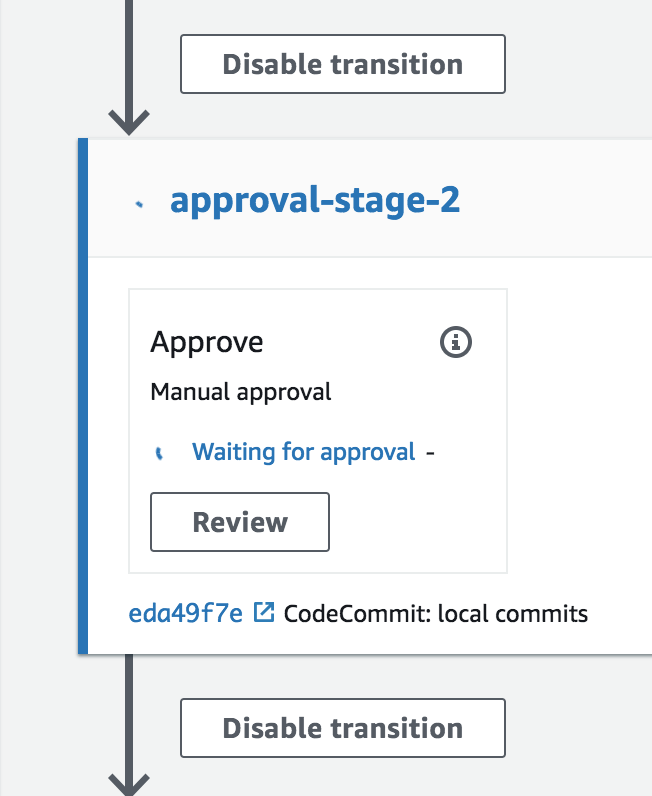 Disable transition
approval-stage-2
Approve
Manual approval
Waiting for approval -
Review
eda49f7e CodeCommit: local commits
Disable transition